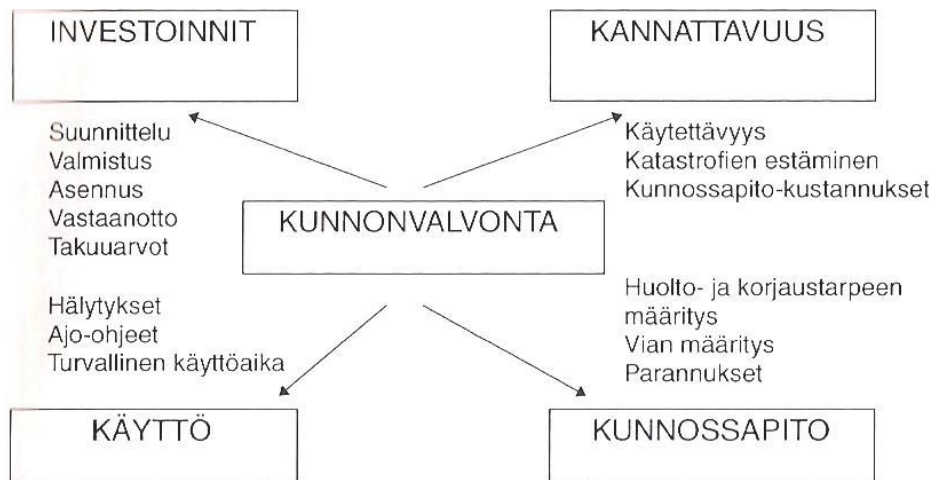 INVESTOINNIT
Suunnittelu
Valmistus
Asennus
Vastaanotto
Takuuarvot
KANNATTAVUUS
Käytettävyys
Katastrofien estäminen
Kunnossapito-kustannukset
KUNNONVALVONTA
Hälytykset
Ajo-ohjeet
Turvallinen käyttöaika
KÄYTTÖ
Huolto- ja korjaustarpeen
määritys
Vian määritys
Parannukset
KUNNOSSAPITO